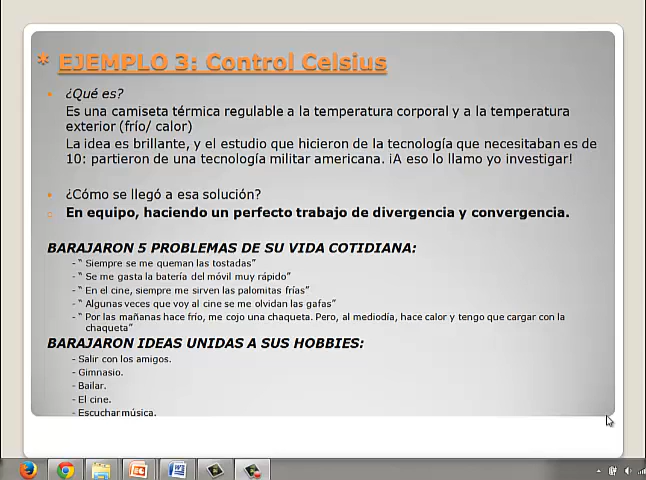 * EJEMPLO 3: Control Celsius
¿Qué es?
Es una camiseta térmica regulable a la temperatura corporal y a la temperatura
exterior (frío/ calor)
La idea es brillante, y el estudio que hicieron de la tecnología que necesitaban es de
10: partieron de una tecnología militar americana. ¡A eso lo llamo yo investigar!
¿Cómo se llegó a esa solución?
En equipo, haciendo un perfecto trabajo de divergencia y convergencia.
BARAJARON 5 PROBLEMAS DE SU VIDA COTIDIANA:
- “ Siempre se me queman las tostadas”
- “ Se me gasta la batería del móvil muy rápido”
- “ En el cine, siempre me sirven las palomitas frías”
- “ Algunas veces que voy al cine se me olvidan las gafas”
- “ Por las mañanas hace frío, me cojo una chaqueta. Pero, al mediodía, hace calor y tengo que cargar con la
chaqueta”
BARAJARON IDEAS UNIDAS A SUS HOBBIES:
- Salir con los amigos.
- Gimnasio.
- Bailar.
- El cine.
- Escuchar música.